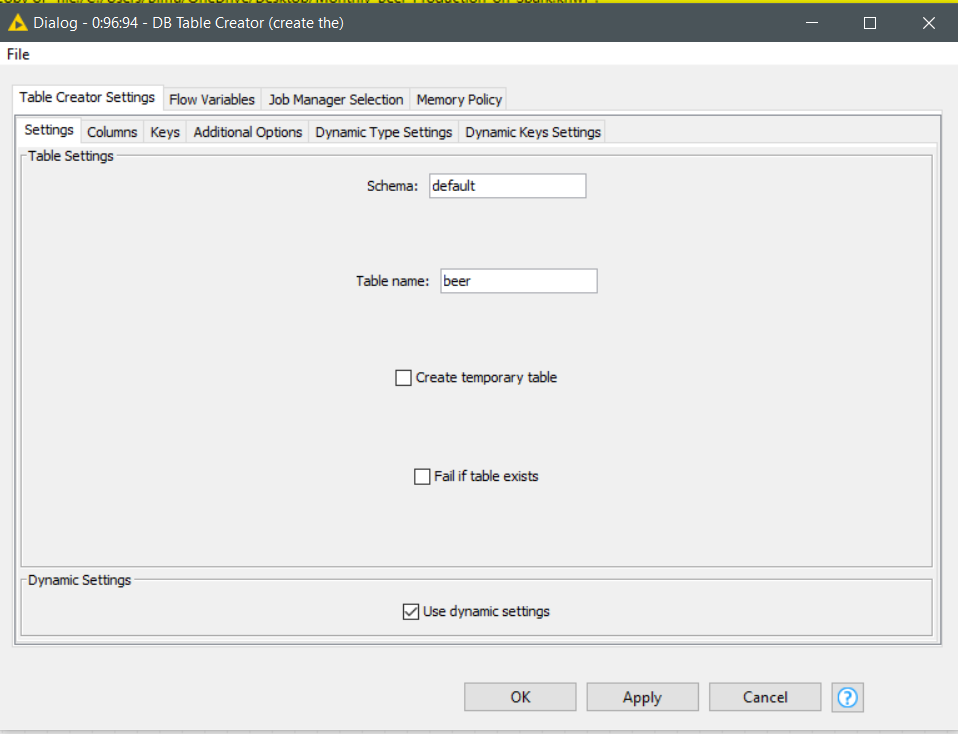 Dialog - 0:96:94 - DB Table Creator (create the)
File
Table Creator Settings Flow Variables Job Manager Selection Memory Policy
Settings Columns Keys Additional Options Dynamic Type Settings Dynamic Keys Settings
Table Settings
Schema: default
Table name: beer
Create temporary table
Fail if table exists
Dynamic Settings
Use dynamic settings
OK Apply Cancel ?